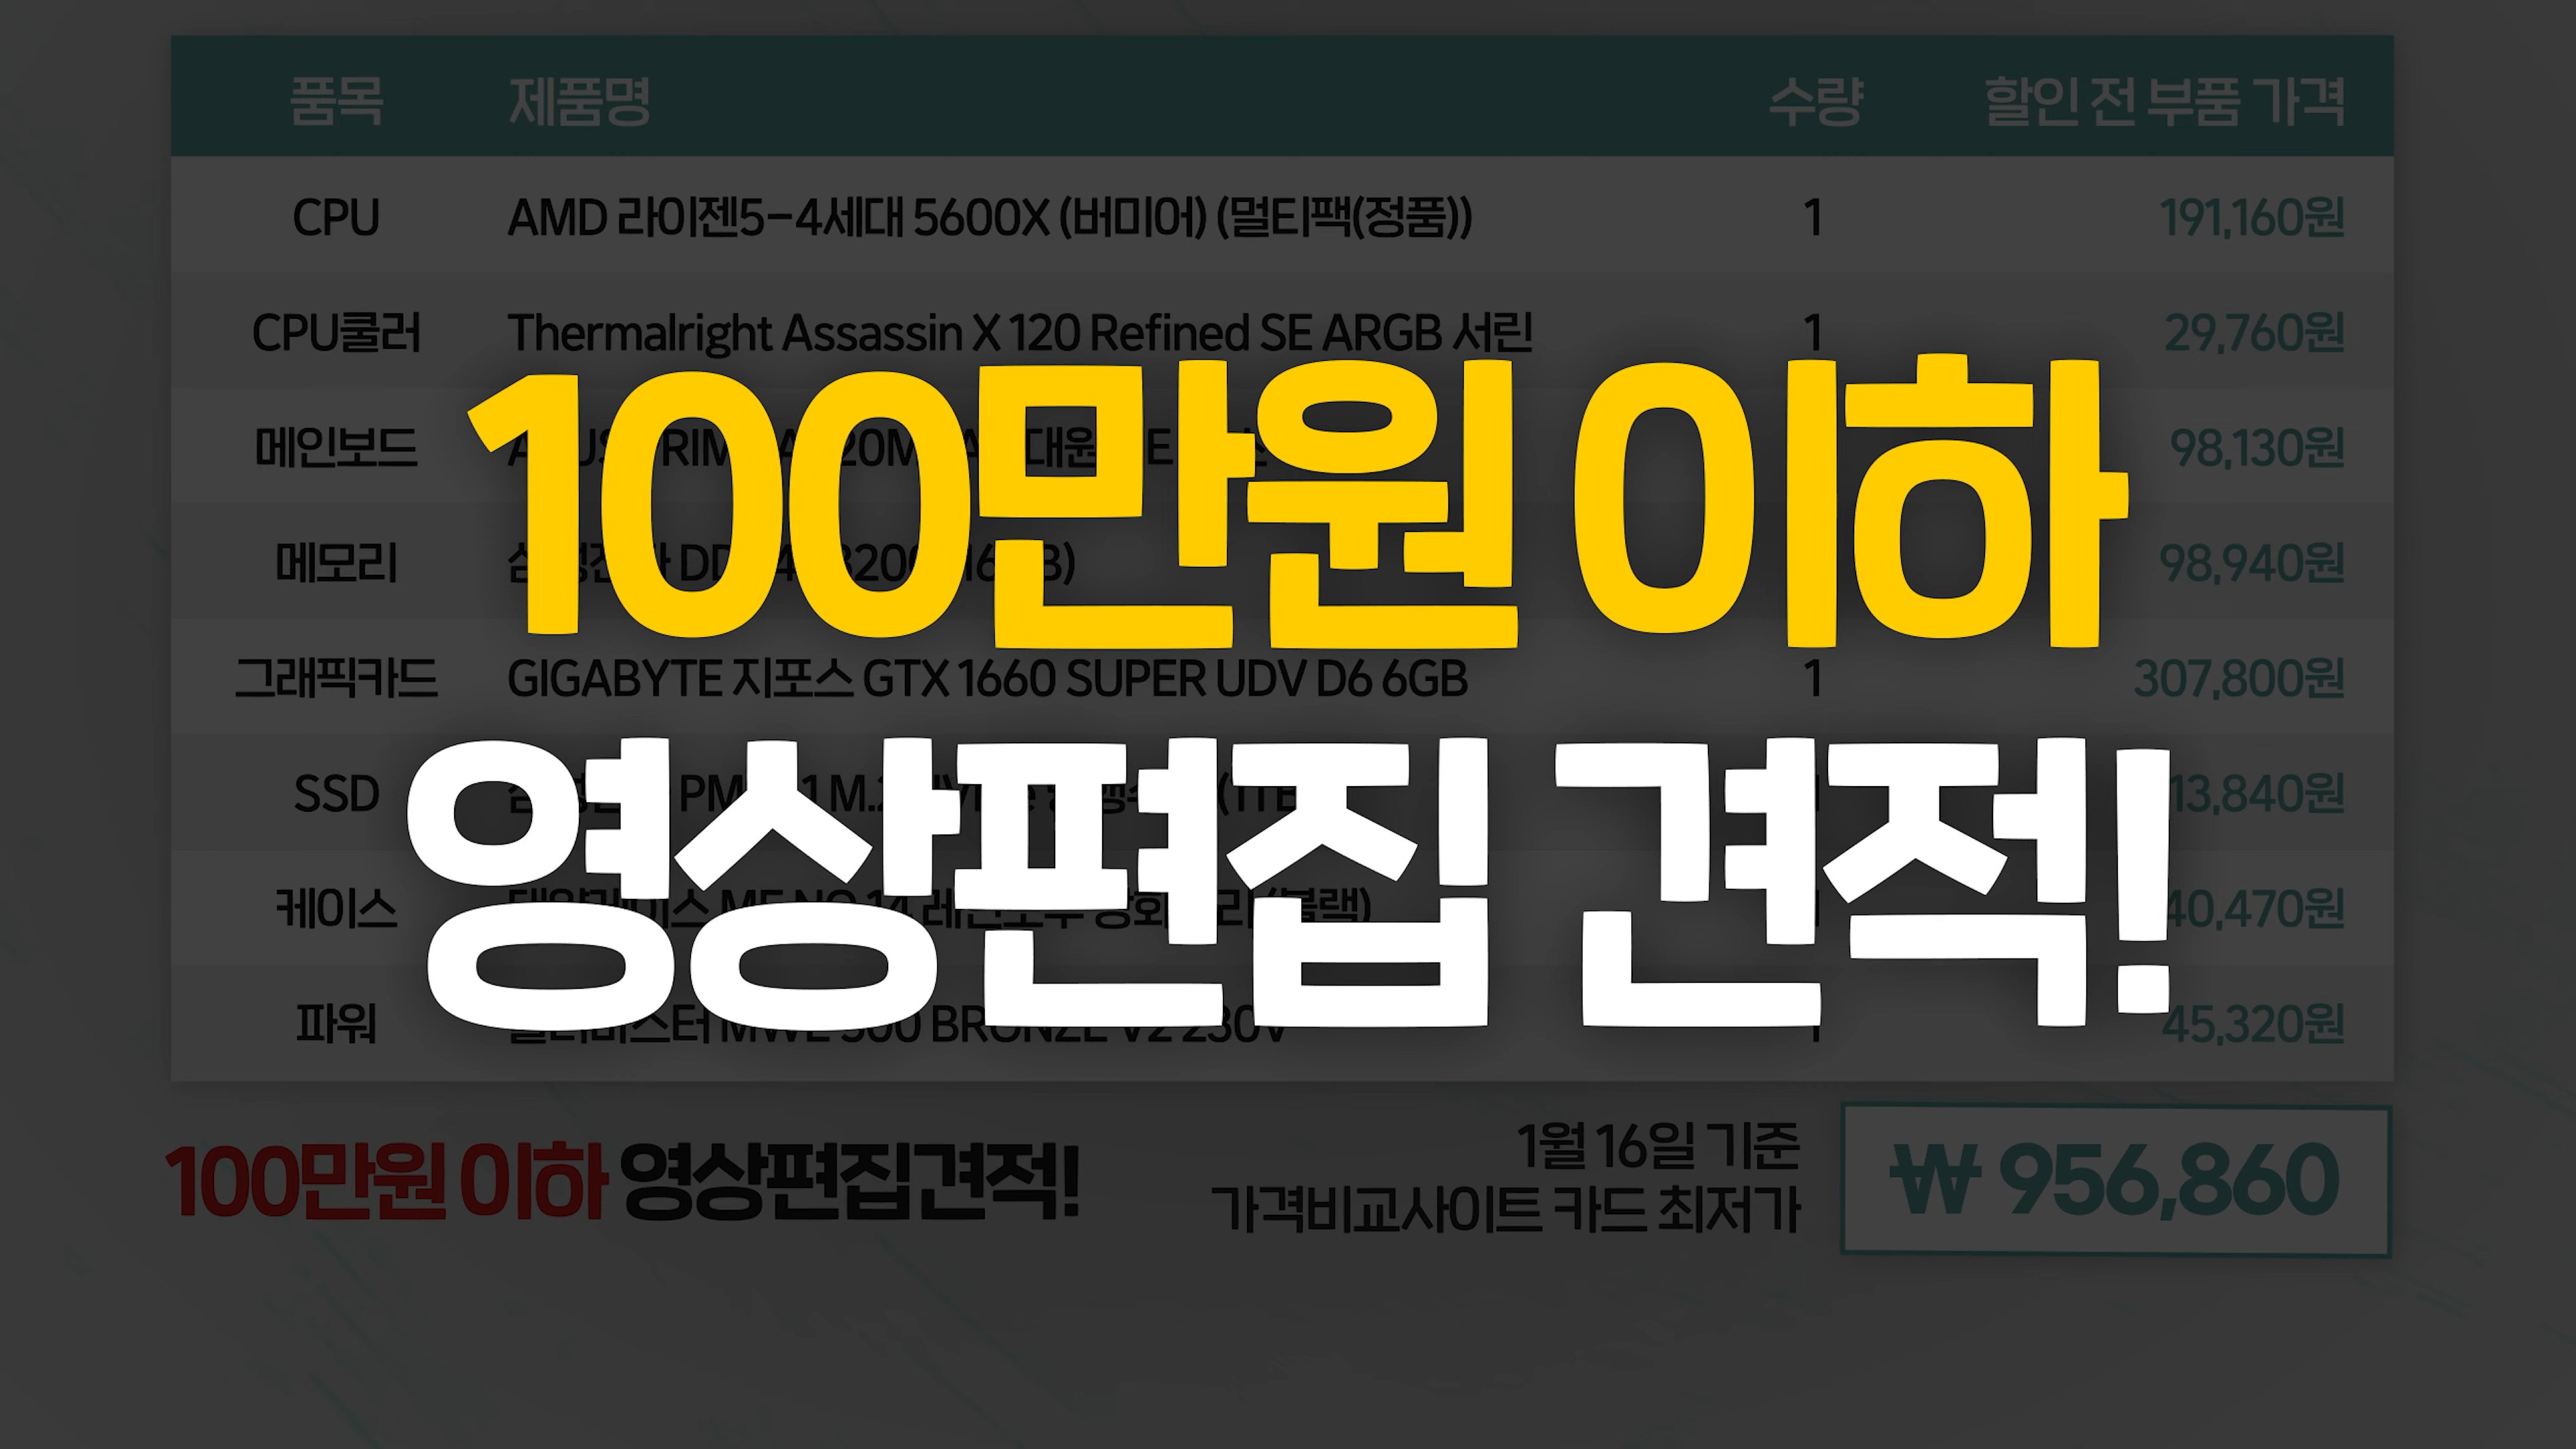 품목 제품명 수량 할인 전 부품 가격
CPU AMD 라이젠5-4세대 5600X (버미어) (멀티팩(정품)) 1 191,160원
CPU쿨러 Thermalright Assassin X 120 Refined SE ARGB 서린 1 29,760원
100만원 이하
메인보드 98,130원
메모리 98,940원
그래픽카드 GIGABYTE 지포스 GTX 1660 SUPER UDV D6 6GB 1 307,800원
영상편집 견적!
SSD 13,840원
케이스 40,470원
파워 45,320원
100만원 이하 영상편집견적!
1월 16일 기준
가격비교사이트 카드 최저가
₩ 956,860